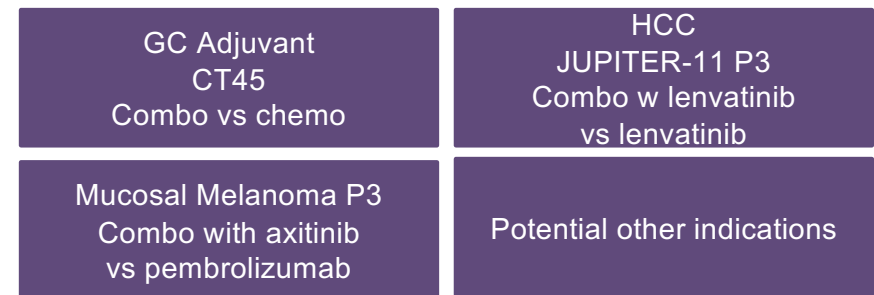 GC Adjuvant
CT45
Combo vs chemo
HCC
JUPITER-11 P3
Combo w lenvatinib
vs lenvatinib
Mucosal Melanoma P3
Combo with axitinib
vs pembrolizumab
Potential other indications